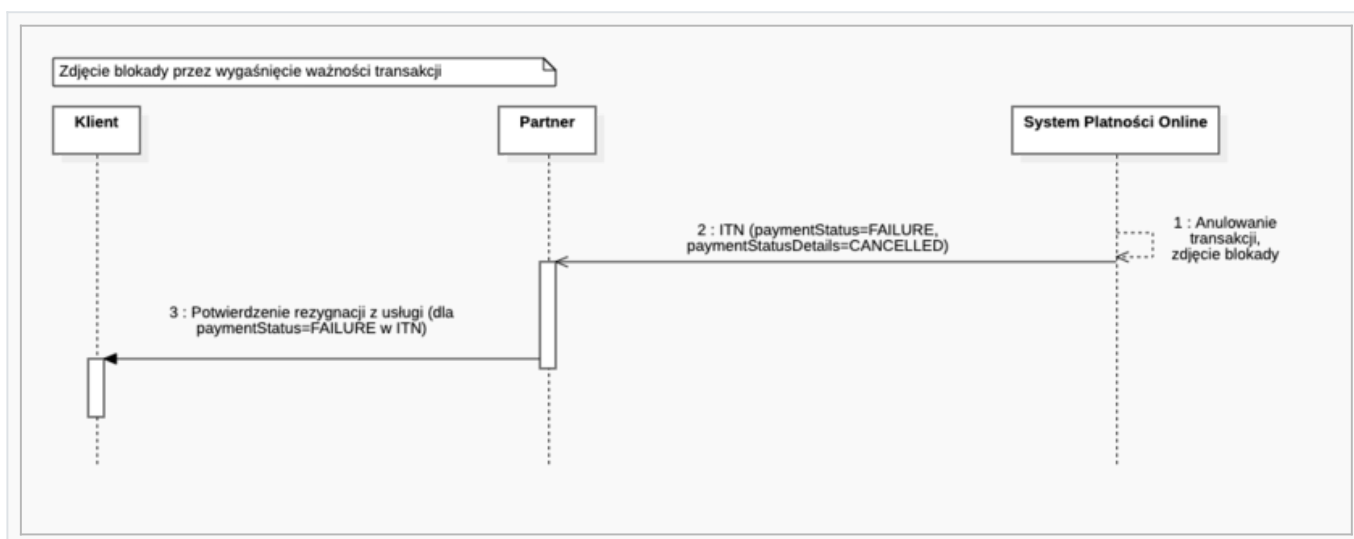 Zdjęcie blokady przez wygaśnięcie ważności transakcji
Klient
Partner
System Płatności Online
1 : Anulowanie
transakcji,
zdjęcie blokady
2 : ITN (paymentStatus=FAILURE,
paymentStatusDetails=CANCELLED)
3 : Potwierdzenie rezygnacji z usługi (dla
paymentStatus=FAILURE w ITN)